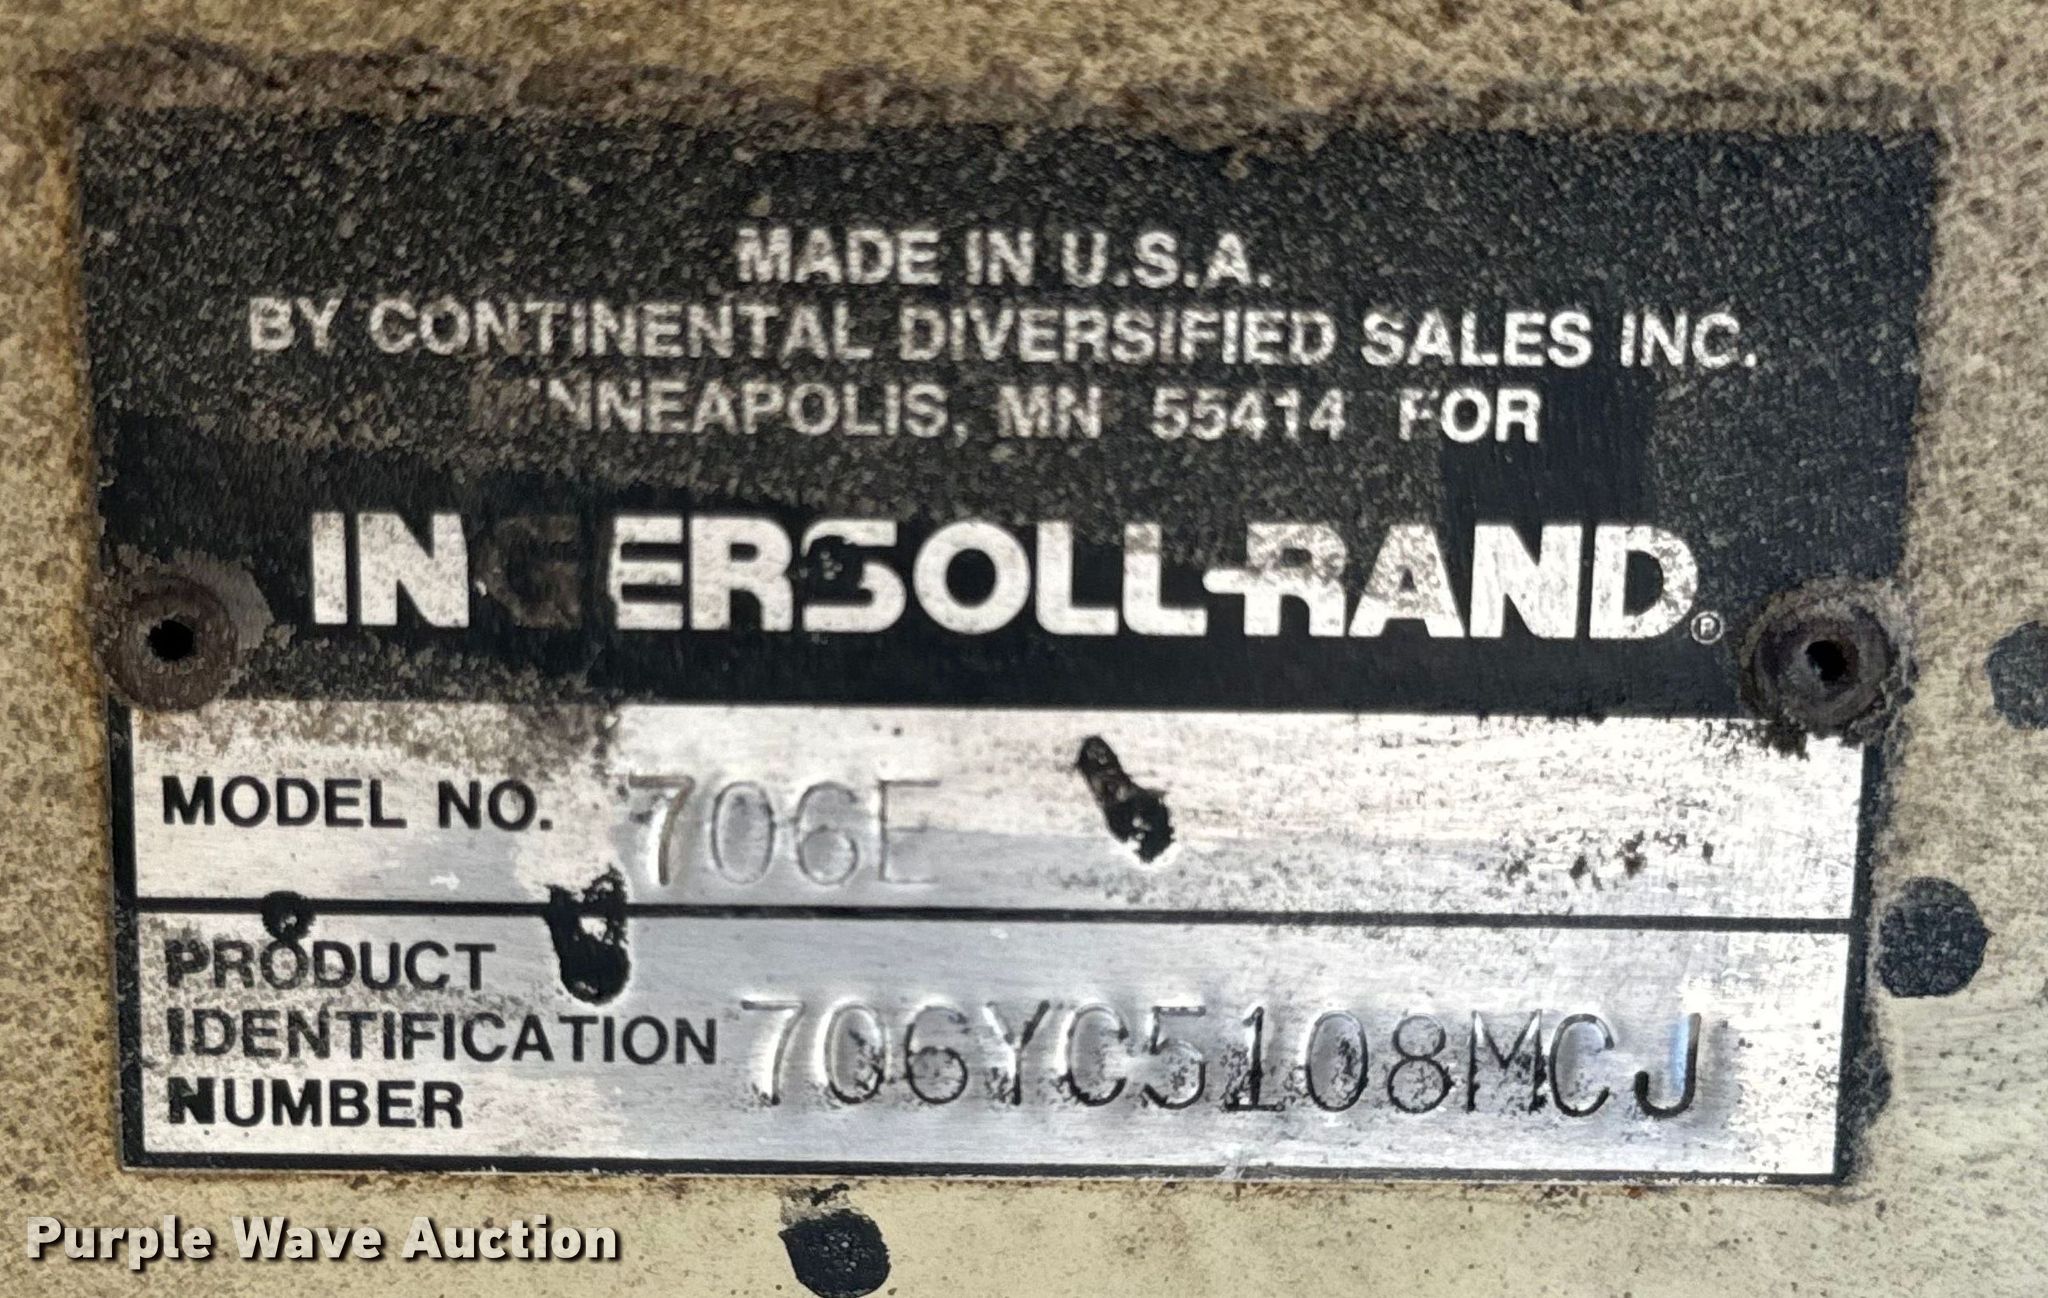 MADE IN U.S.A.
BY CONTINENTAL DIVERSIFIED SALES INC.
MINNEAPOLIS, MN 55414 FOR
INGERSOLL-RAND®
MODEL NO. 706E
PRODUCT
IDENTIFICATION 706YC5108MCJ
NUMBER
Purple Wave Auction